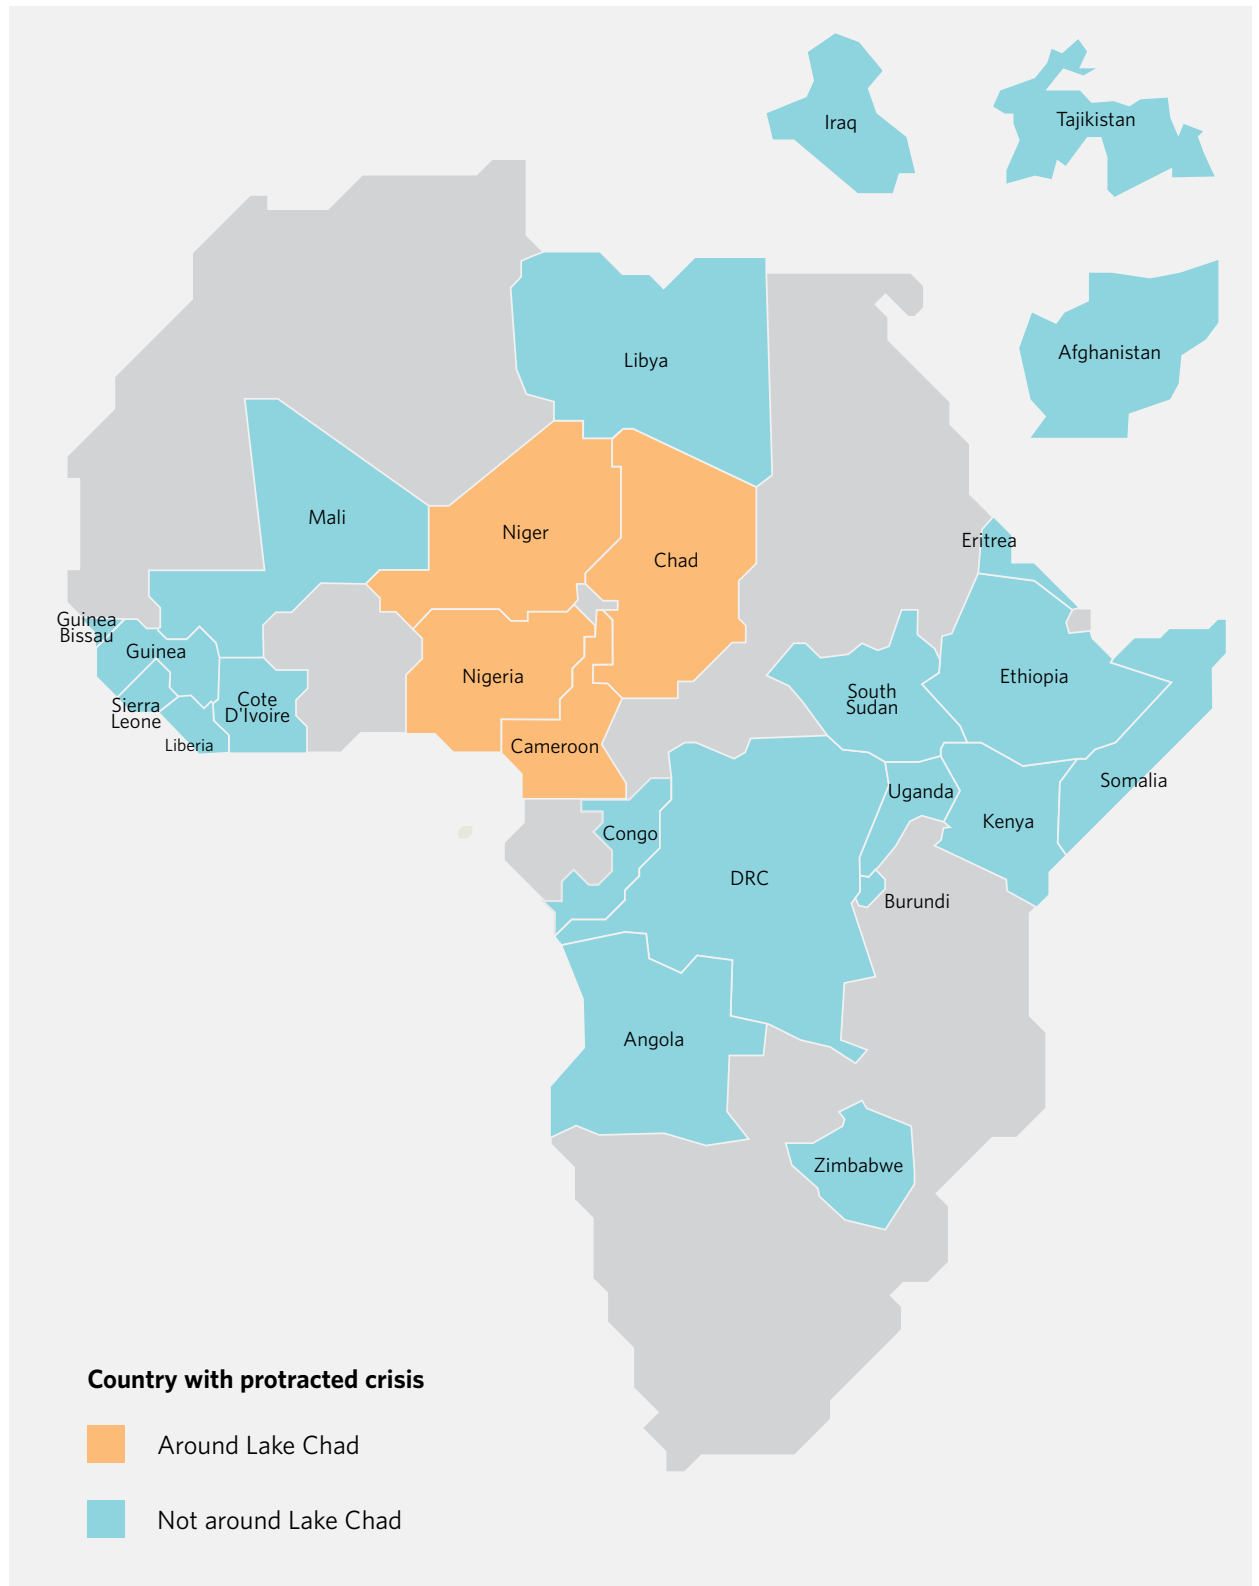 Iraq
Tajikistan
Afghanistan
Libya
Mali
Niger
Chad
Eritrea
Guinea
Bissau
Guinea
Nigeria
Ethiopia
South
Sudan
Sierra
Leone
Cote
D'Ivoire
Liberia
Cameroon
Somalia
Uganda
Kenya
Congo
DRC
Burundi
Angola
Zimbabwe
Country with protracted crisis
Around Lake Chad
Not around Lake Chad